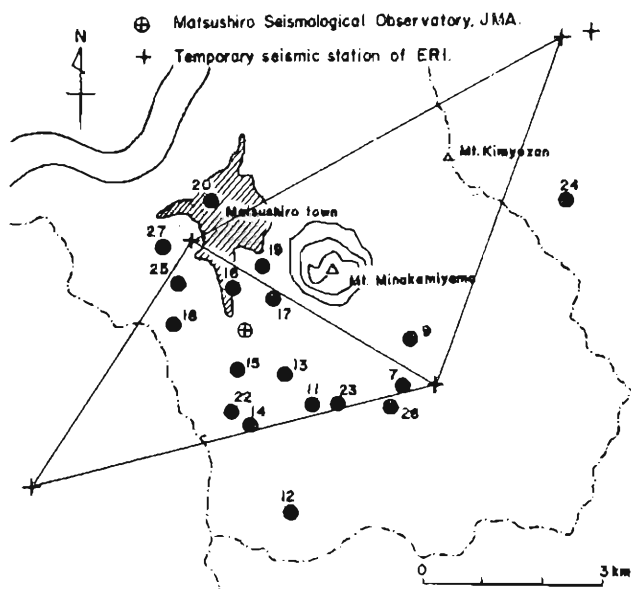 Matsushiro Seismological Observatory, JMA.
N
Temporary seismic station of ERI.
Mt. Kimyozan
24
20
Matsushiro town
27
19
25
16
Mt. Minakamiyama
17
18
9
15
13
7
22
11
23
26
14
12
0
3 km